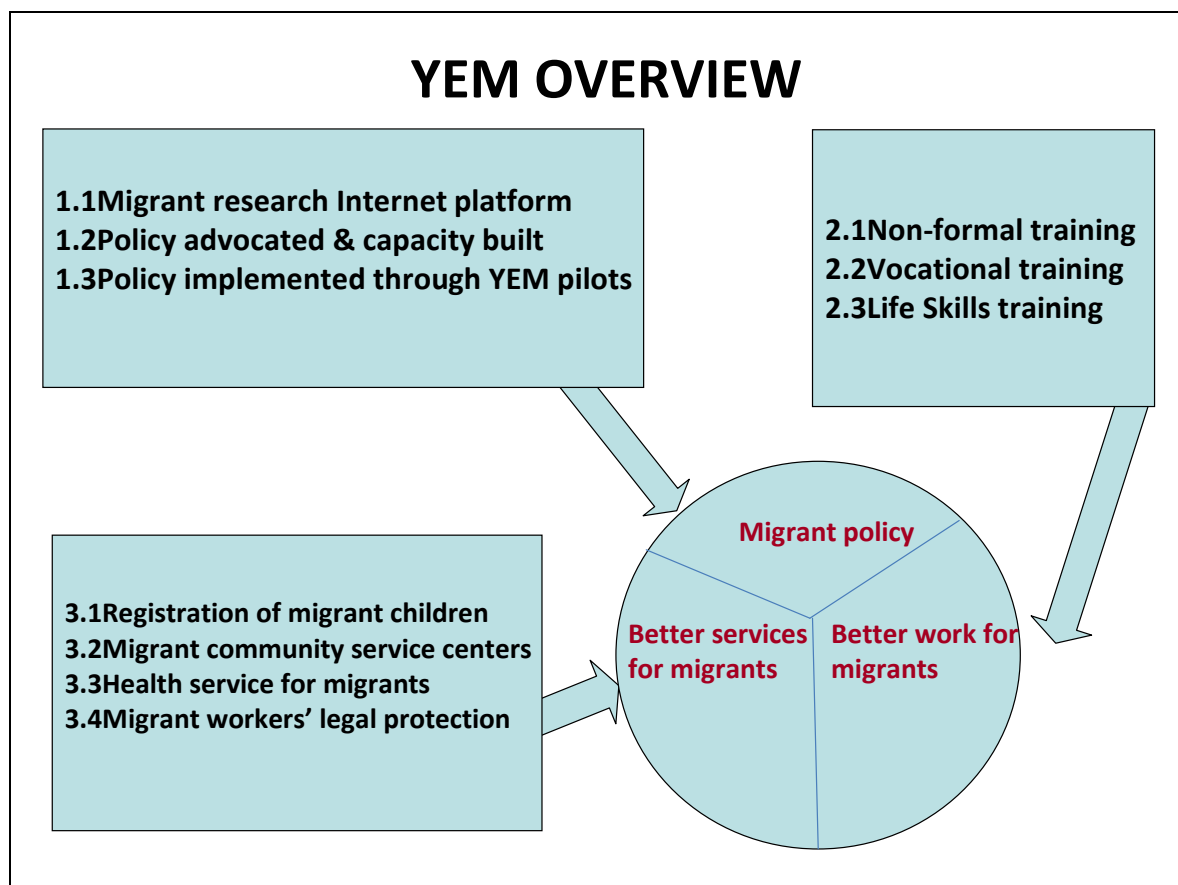 YEM OVERVIEW
1.1Migrant research Internet platform
1.2Policy advocated & capacity built
1.3Policy implemented through YEM pilots
2.1Non-formal training
2.2Vocational training
2.3Life Skills training
Migrant policy
Better services
for migrants
Better work for
migrants
3.1Registration of migrant children
3.2Migrant community service centers
3.3Health service for migrants
3.4Migrant workers’ legal protection